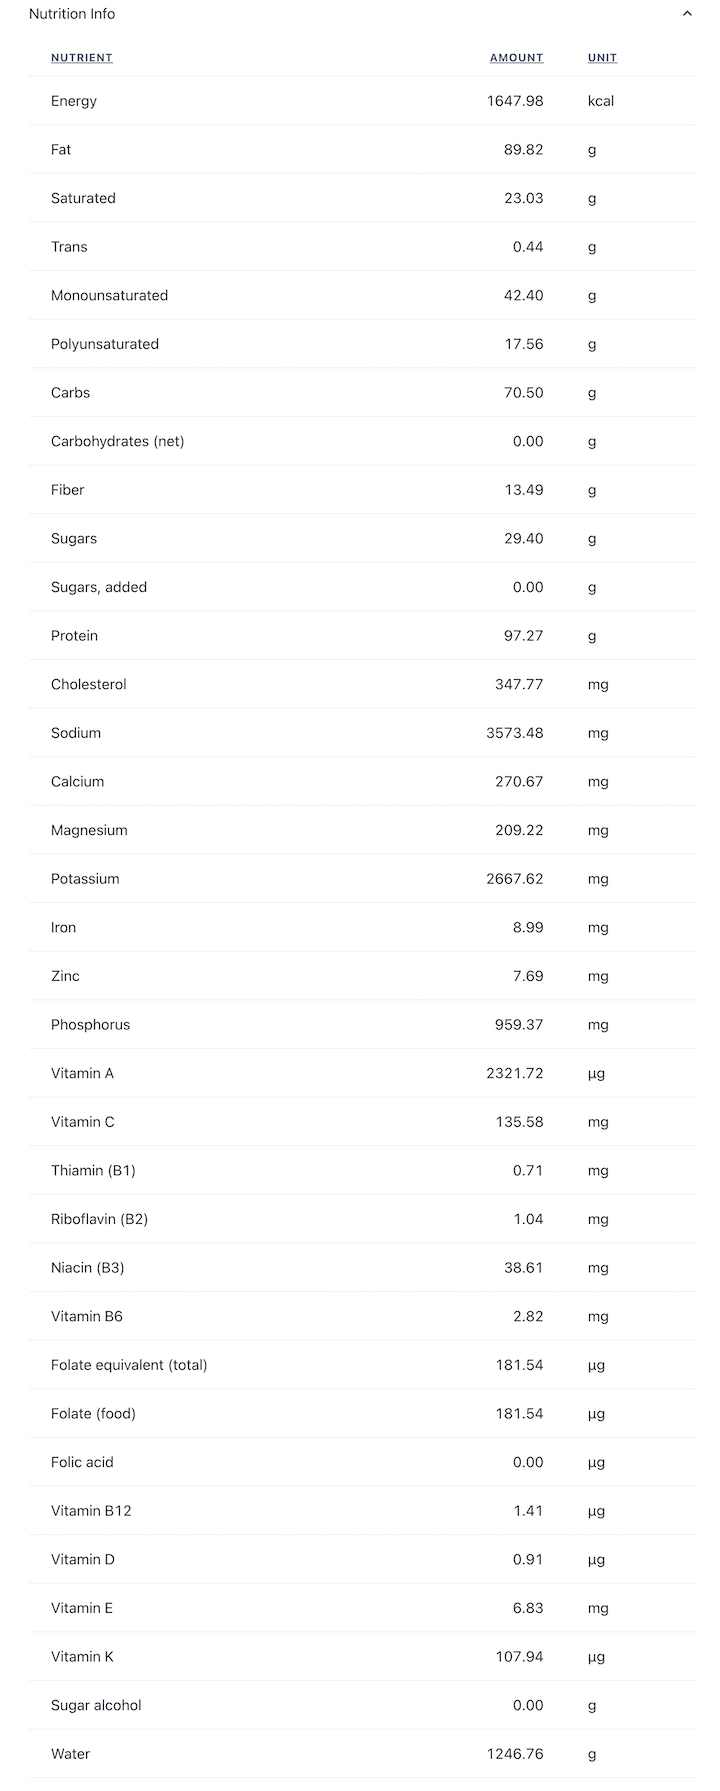 Nutrition Info
NUTRIENT AMOUNT UNIT
Energy 1647.98 kcal
Fat 89.82 g
Saturated 23.03 g
Trans 0.44 g
Monounsaturated 42.40 g
Polyunsaturated 17.56 g
Carbs 70.50 g
Carbohydrates (net) 0.00 g
Fiber 13.49 g
Sugars 29.40 g
Sugars, added 0.00 g
Protein 97.27 g
Cholesterol 347.77 mg
Sodium 3573.48 mg
Calcium 270.67 mg
Magnesium 209.22 mg
Potassium 2667.62 mg
Iron 8.99 mg
Zinc 7.69 mg
Phosphorus 959.37 mg
Vitamin A 2321.72 µg
Vitamin C 135.58 mg
Thiamin (B1) 0.71 mg
Riboflavin (B2) 1.04 mg
Niacin (B3) 38.61 mg
Vitamin B6 2.82 mg
Folate equivalent (total) 181.54 µg
Folate (food) 181.54 µg
Folic acid 0.00 µg
Vitamin B12 1.41 µg
Vitamin D 0.91 µg
Vitamin E 6.83 mg
Vitamin K 107.94 µg
Sugar alcohol 0.00 g
Water 1246.76 g